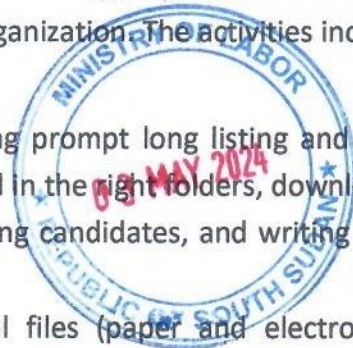 ganization. The activities inc
MINISTRY OF LABOR
ng prompt long listing and
MAY 2024
d in the right folders, downl
ng candidates, and writing
REPUBLIC OF SOUTH SUDAN
l files (paper and electro